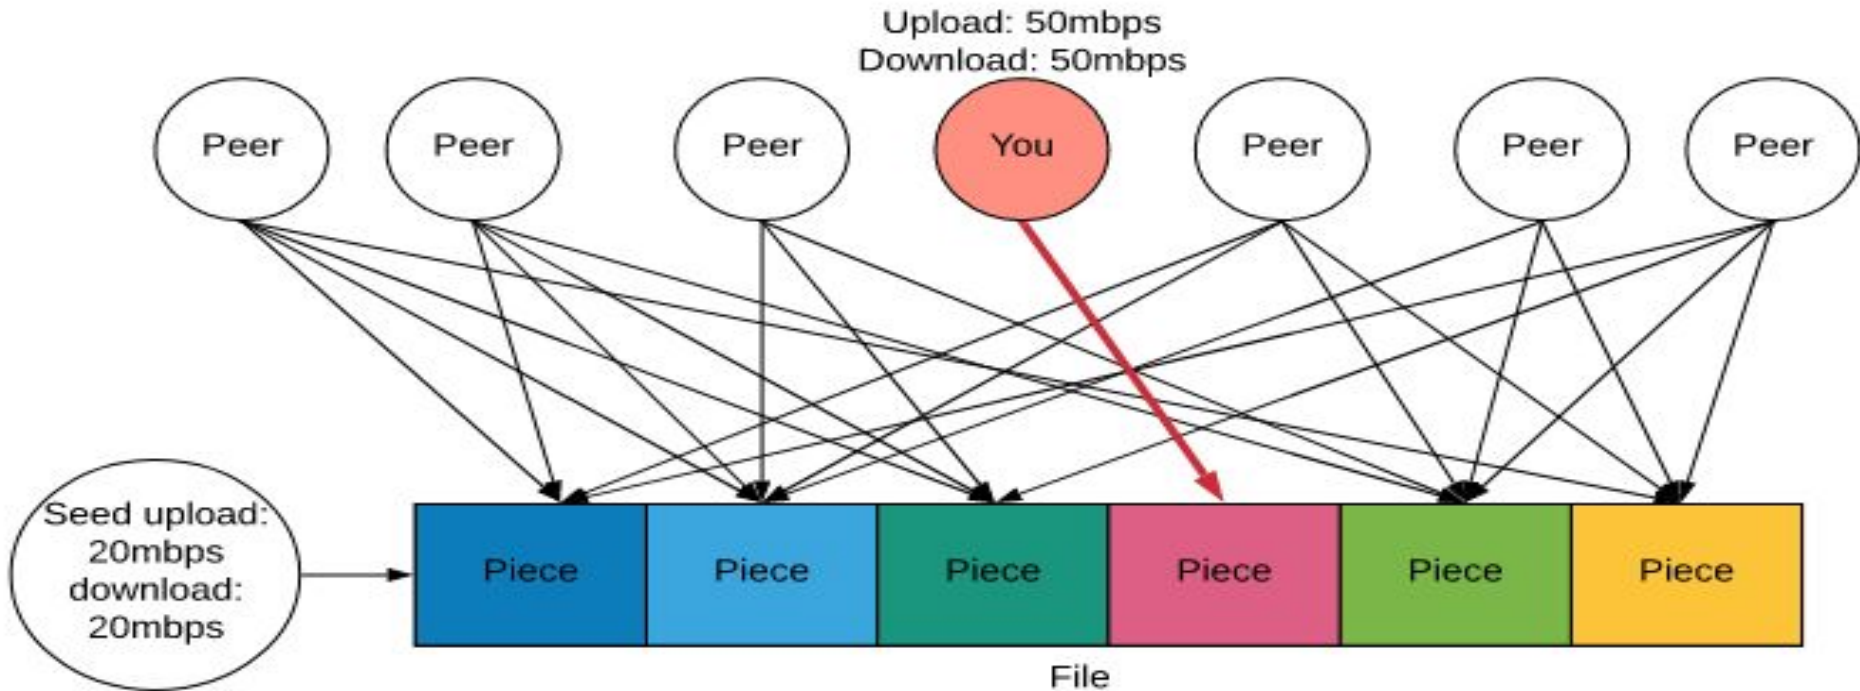 Upload: 50mbps
Download: 50mbps
Peer
Peer
Peer
You
Peer
Peer
Peer
Seed upload:
20mbps
download:
20mbps
Piece
Piece
Piece
Piece
Piece
Piece
File